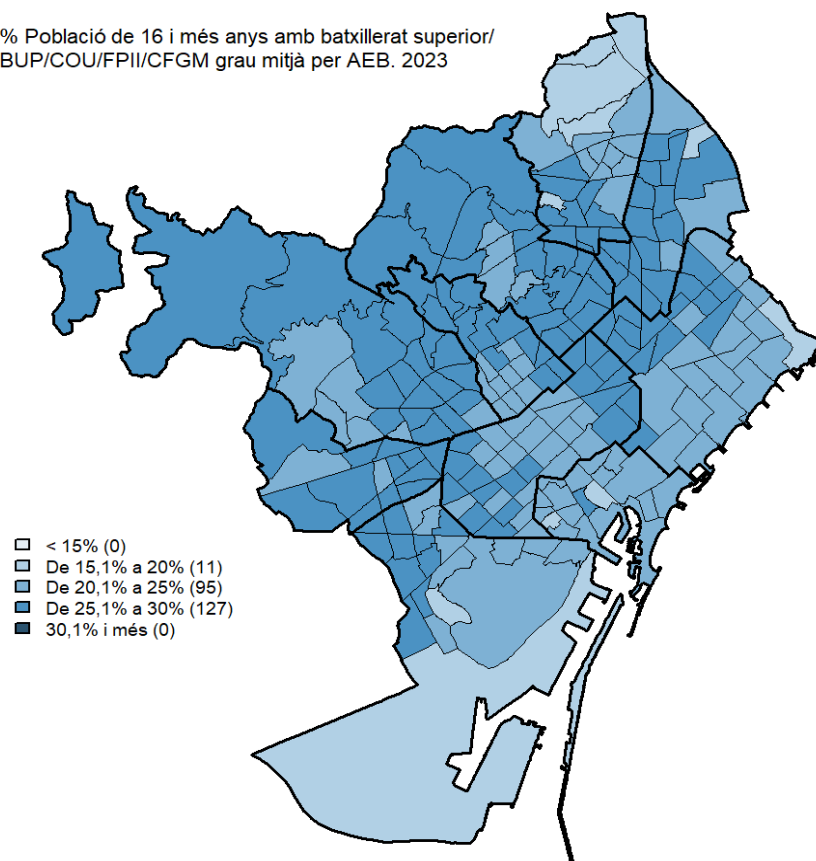 % Població de 16 i més anys amb batxillerat superior/
BUP/COU/FPII/CFGM grau mitjà per AEB. 2023
< 15% (0)
De 15,1% a 20% (11)
De 20,1% a 25% (95)
De 25,1% a 30% (127)
30,1% i més (0)